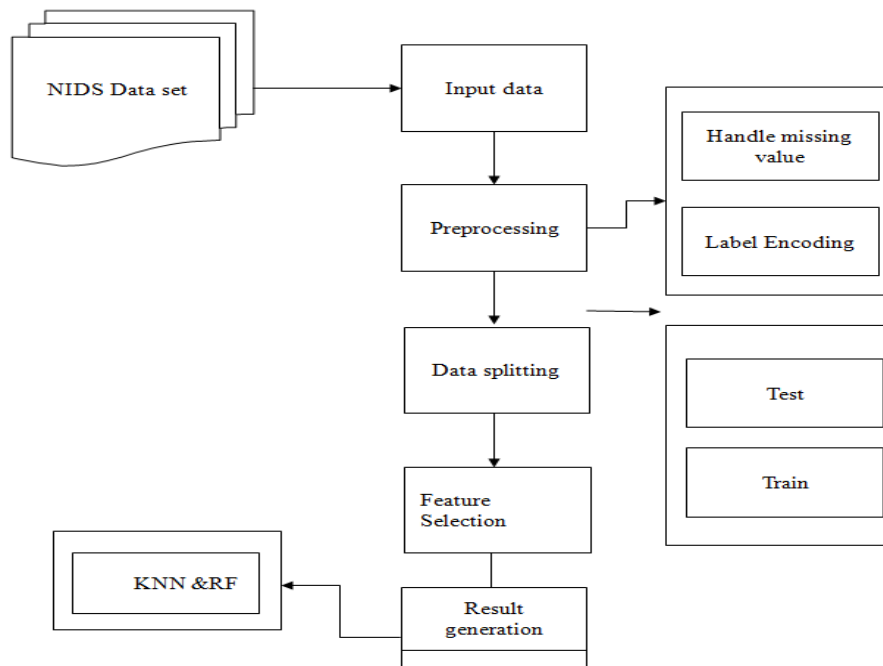 NIDS Data set
Input data
Handle missing
value
Preprocessing
Label Encoding
Data splitting
Test
Train
Feature
Selection
KNN &RF
Result
generation